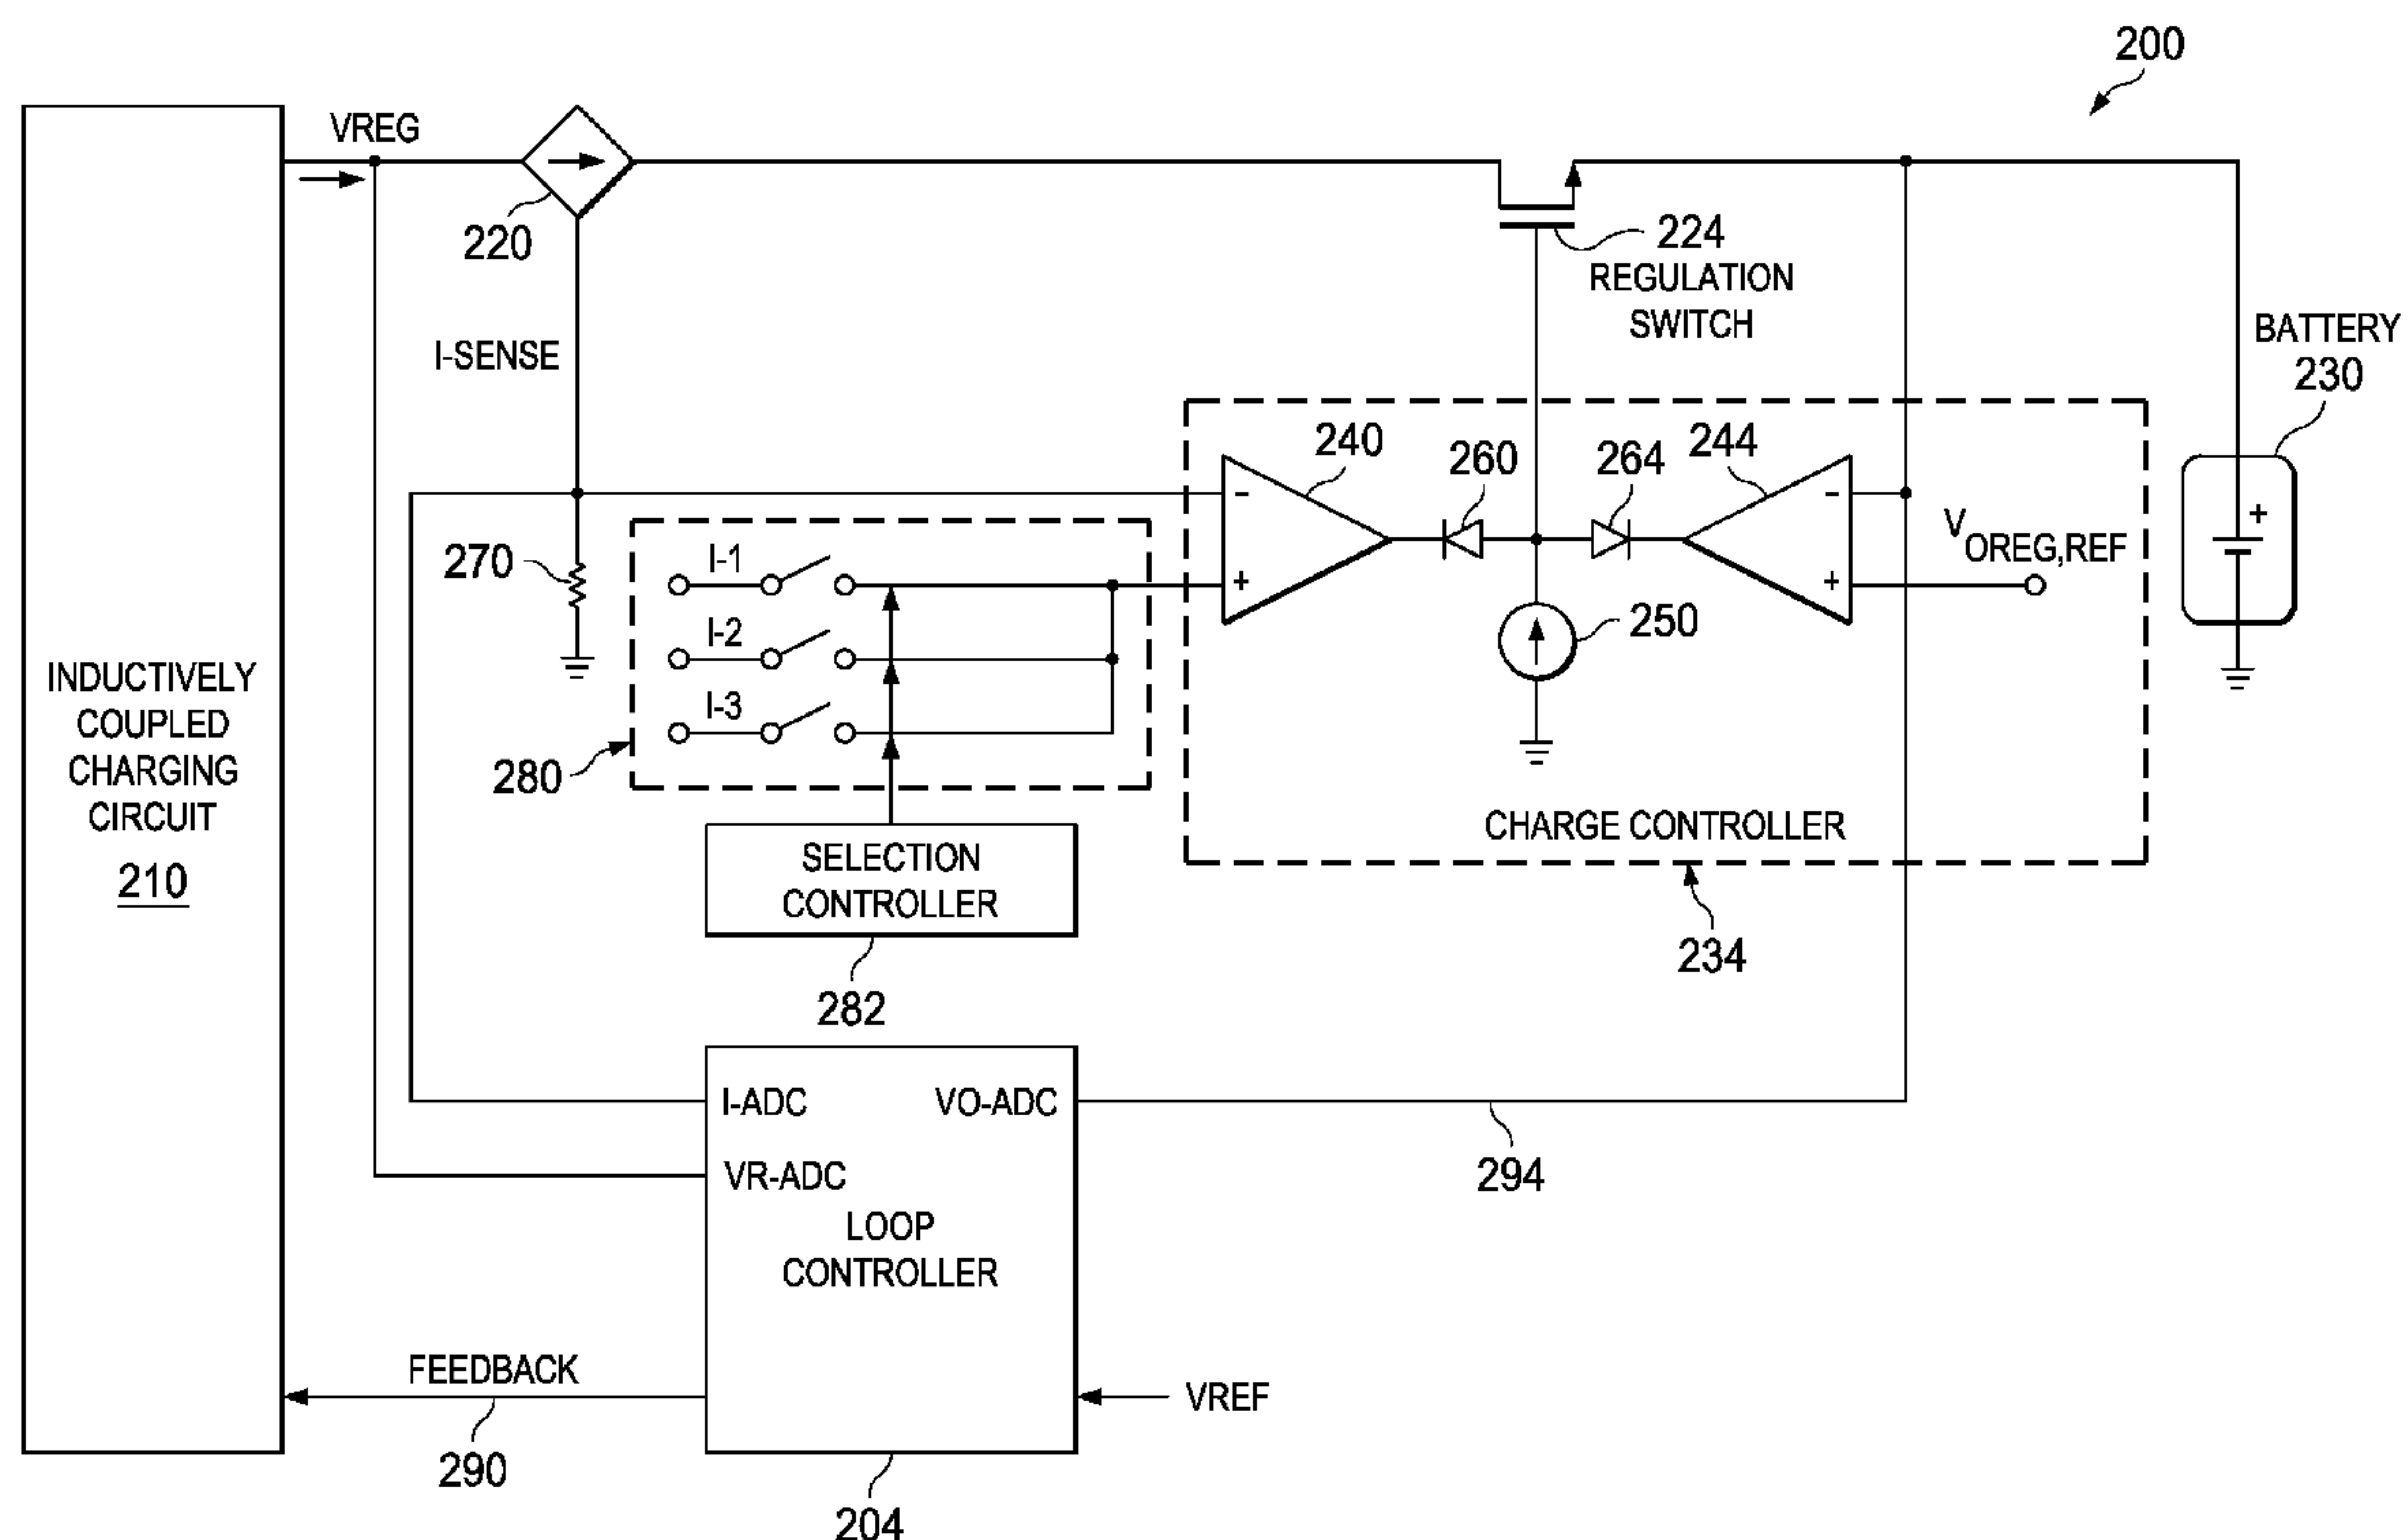 200
VREG
220
224
REGULATION
SWITCH
I-SENSE
BATTERY
230
240
260
264
244
-
-
+
VOREG,REF
270
I-1
+
+
I-2
250
I-3
280
INDUCTIVELY
COUPLED
CHARGING
CIRCUIT
210
CHARGE CONTROLLER
SELECTION
CONTROLLER
234
282
I-ADC
VO-ADC
VR-ADC
294
LOOP
CONTROLLER
FEEDBACK
VREF
290
204